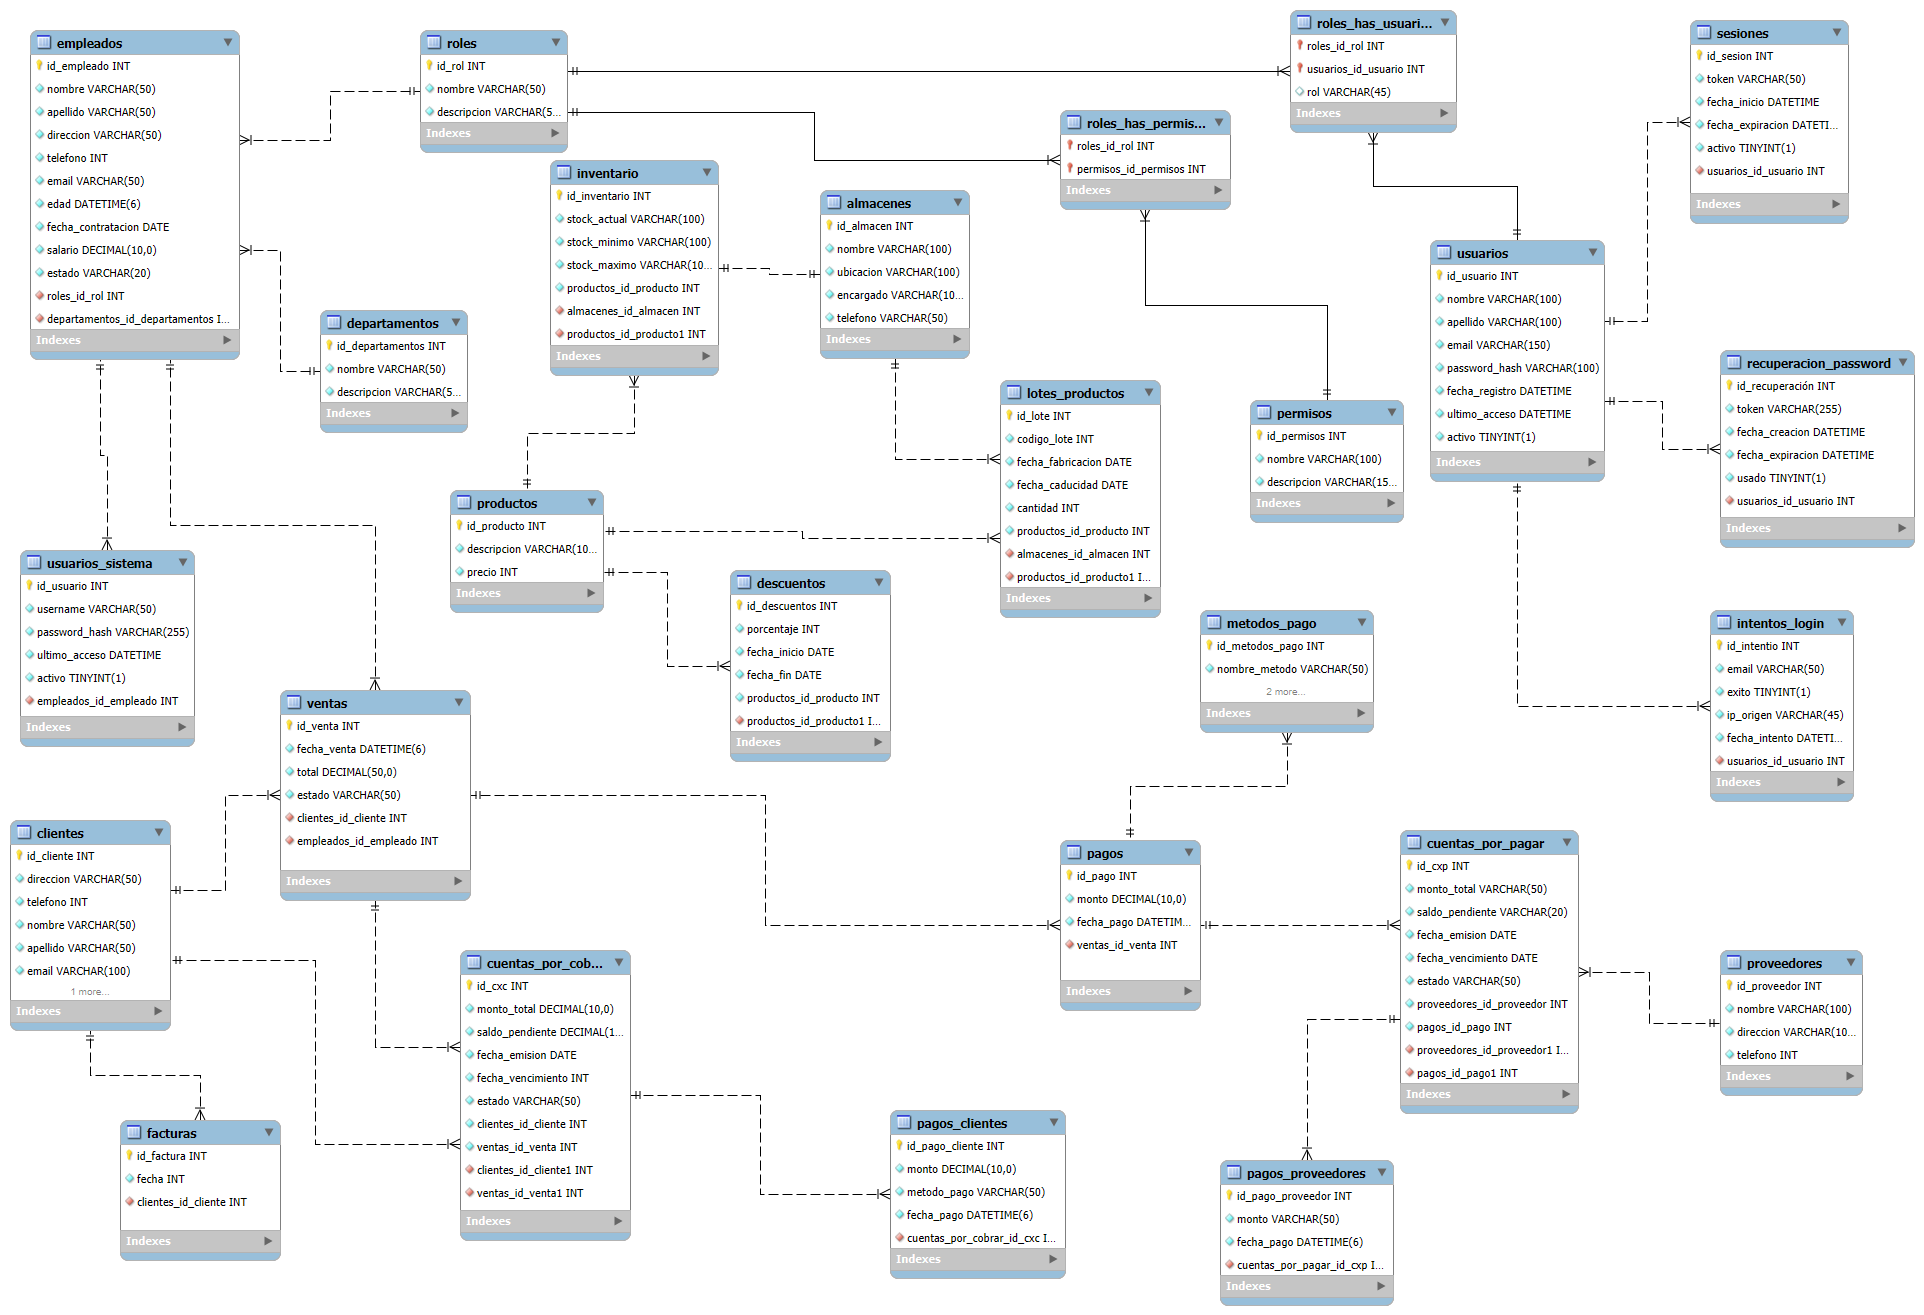 empleados
id_empleado INT
nombre VARCHAR(50)
apellido VARCHAR(50)
direccion VARCHAR(50)
telefono INT
email VARCHAR(50)
edad DATETIME(6)
fecha_contratacion DATE
salario DECIMAL(10,0)
estado VARCHAR(20)
roles_id_rol INT
departamentos_id_departamentos I...
Indexes
roles
id_rol INT
nombre VARCHAR(50)
descripcion VARCHAR(5...
Indexes
roles_has_usuari...
roles_id_rol INT
usuarios_id_usuario INT
rol VARCHAR(45)
Indexes
sesiones
id_sesion INT
token VARCHAR(50)
fecha_inicio DATETIME
fecha_expiracion DATETI...
activo TINYINT(1)
usuarios_id_usuario INT
Indexes
roles_has_permis...
roles_id_rol INT
permisos_id_permisos INT
Indexes
inventario
id_inventario INT
stock_actual VARCHAR(100)
stock_minimo VARCHAR(100)
stock_maximo VARCHAR(10...
productos_id_producto INT
almacenes_id_almacen INT
productos_id_producto1 INT
Indexes
almacenes
id_almacen INT
nombre VARCHAR(100)
ubicacion VARCHAR(100)
encargado VARCHAR(10...
telefono VARCHAR(50)
Indexes
usuarios
id_usuario INT
nombre VARCHAR(100)
apellido VARCHAR(100)
email VARCHAR(150)
password_hash VARCHAR(100)
fecha_registro DATETIME
ultimo_acceso DATETIME
activo TINYINT(1)
Indexes
departamentos
id_departamentos INT
nombre VARCHAR(50)
descripcion VARCHAR(5...
Indexes
recuperacion_password
id_recuperación INT
token VARCHAR(255)
fecha_creacion DATETIME
fecha_expiracion DATETIME
usado TINYINT(1)
usuarios_id_usuario INT
Indexes
lotes_productos
id_lote INT
codigo_lote INT
fecha_fabricacion DATE
fecha_caducidad DATE
cantidad INT
productos_id_producto INT
almacenes_id_almacen INT
productos_id_producto1 I...
Indexes
permisos
id_permisos INT
nombre VARCHAR(100)
descripcion VARCHAR(15...
Indexes
productos
id_producto INT
descripcion VARCHAR(10...
precio INT
Indexes
usuarios_sistema
id_usuario INT
username VARCHAR(50)
password_hash VARCHAR(255)
ultimo_acceso DATETIME
activo TINYINT(1)
empleados_id_empleado INT
Indexes
descuentos
id_descuentos INT
porcentaje INT
fecha_inicio DATE
fecha_fin DATE
productos_id_producto INT
productos_id_producto1 I...
Indexes
metodos_pago
id_metodos_pago INT
nombre_metodo VARCHAR(50)
2 more...
Indexes
intentos_login
id_intentio INT
email VARCHAR(50)
exito TINYINT(1)
ip_origen VARCHAR(45)
fecha_intento DATETI...
usuarios_id_usuario INT
Indexes
ventas
id_venta INT
fecha_venta DATETIME(6)
total DECIMAL(50,0)
estado VARCHAR(50)
clientes_id_cliente INT
empleados_id_empleado INT
Indexes
clientes
id_cliente INT
direccion VARCHAR(50)
telefono INT
nombre VARCHAR(50)
apellido VARCHAR(50)
email VARCHAR(100)
1 more...
Indexes
pagos
id_pago INT
monto DECIMAL(10,0)
fecha_pago DATETIM...
ventas_id_venta INT
Indexes
cuentas_por_pagar
id_cxp INT
monto_total VARCHAR(50)
saldo_pendiente VARCHAR(20)
fecha_emision DATE
fecha_vencimiento DATE
estado VARCHAR(50)
proveedores_id_proveedor INT
pagos_id_pago INT
proveedores_id_proveedor1 I...
pagos_id_pago1 INT
Indexes
proveedores
id_proveedor INT
nombre VARCHAR(100)
direccion VARCHAR(10...
telefono INT
Indexes
cuentas_por_cob...
id_cxc INT
monto_total DECIMAL(10,0)
saldo_pendiente DECIMAL(1...
fecha_emision DATE
fecha_vencimiento INT
estado VARCHAR(50)
clientes_id_cliente INT
ventas_id_venta INT
clientes_id_cliente1 INT
ventas_id_venta1 INT
Indexes
facturas
id_factura INT
fecha INT
clientes_id_cliente INT
Indexes
pagos_clientes
id_pago_cliente INT
monto DECIMAL(10,0)
metodo_pago VARCHAR(50)
fecha_pago DATETIME(6)
cuentas_por_cobrar_id_cxc I...
Indexes
pagos_proveedores
id_pago_proveedor INT
monto VARCHAR(50)
fecha_pago DATETIME(6)
cuentas_por_pagar_id_cxp I...
Indexes